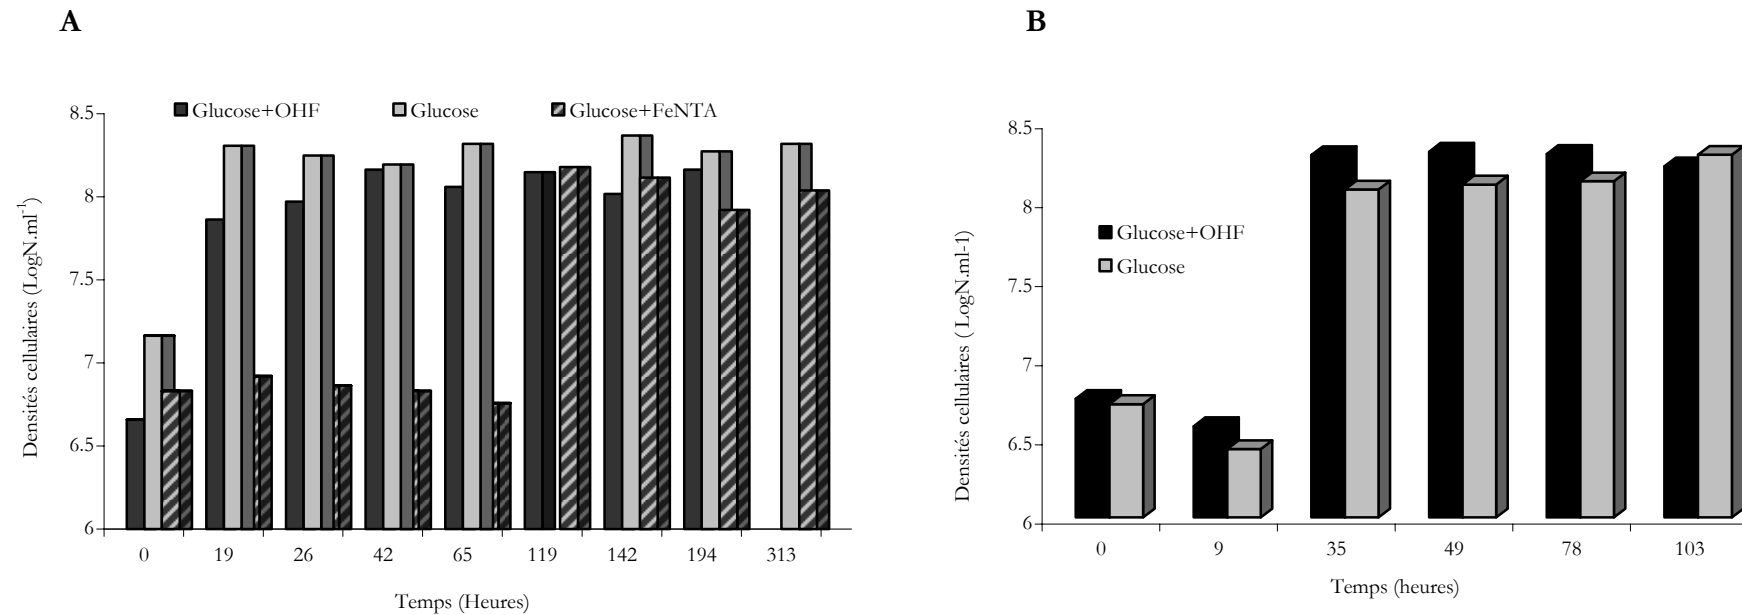 A
Glucose+OHF Glucose Glucose+FeNTA
8.5
8
7.5
7
6.5
6
Densités cellulaires (LogN.ml-1)
0 19 26 42 65 119 142 194 313
Temps (Heures)
B
8.5
8
7.5
7
6.5
6
Densités cellulaires ( LogN.ml-1)
Glucose+OHF
Glucose
0 9 35 49 78 103
Temps (heures)